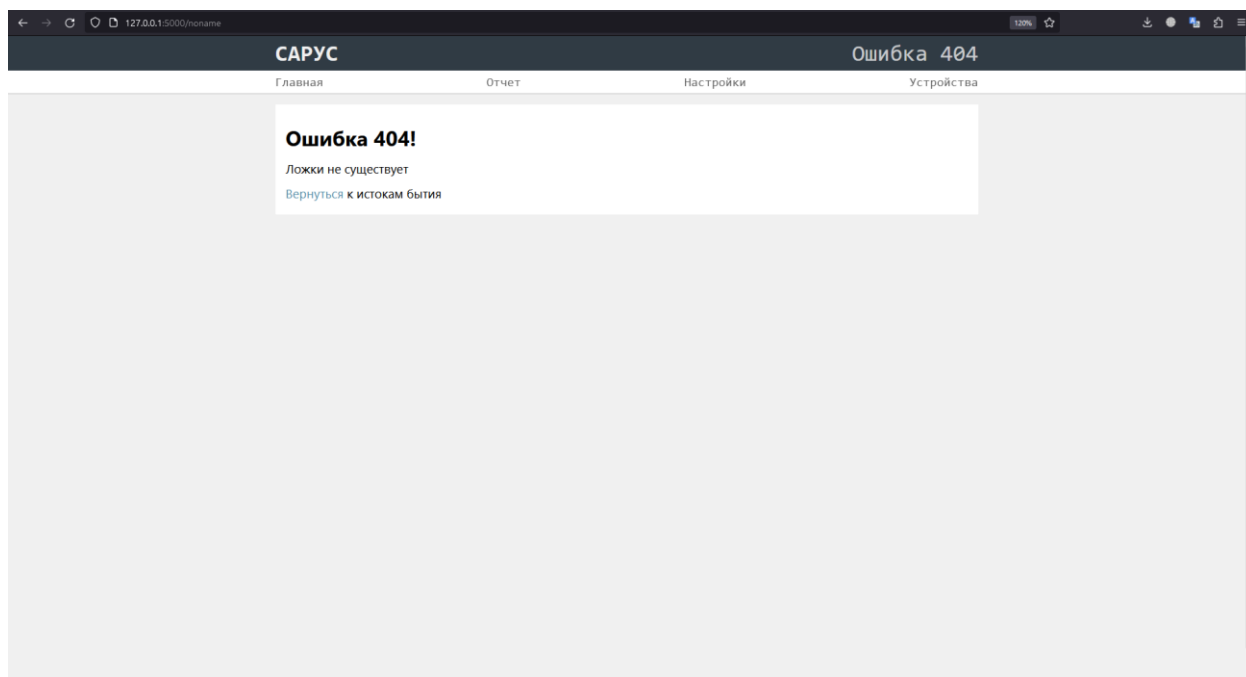 127.0.0.1:5000/noname 120%
САРУС Ошибка 404
Главная Отчет Настройки Устройства
Ошибка 404!
Ложки не существует
Вернуться к истокам бытия